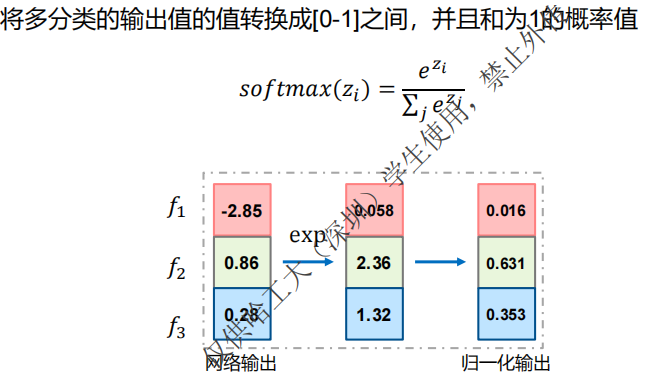 将多分类的输出值的值转换成[0-1]之间，并且和为1的概率值
softmax(z_i) = e^{z_i} / ∑_j e^{z_j}
f_1 -2.85 0.058 0.016
exp
f_2 0.86 2.36 0.631
f_3 0.28 1.32 0.353
网络输出 归一化输出
仅供哈工大（深圳）学生使用，禁止外传